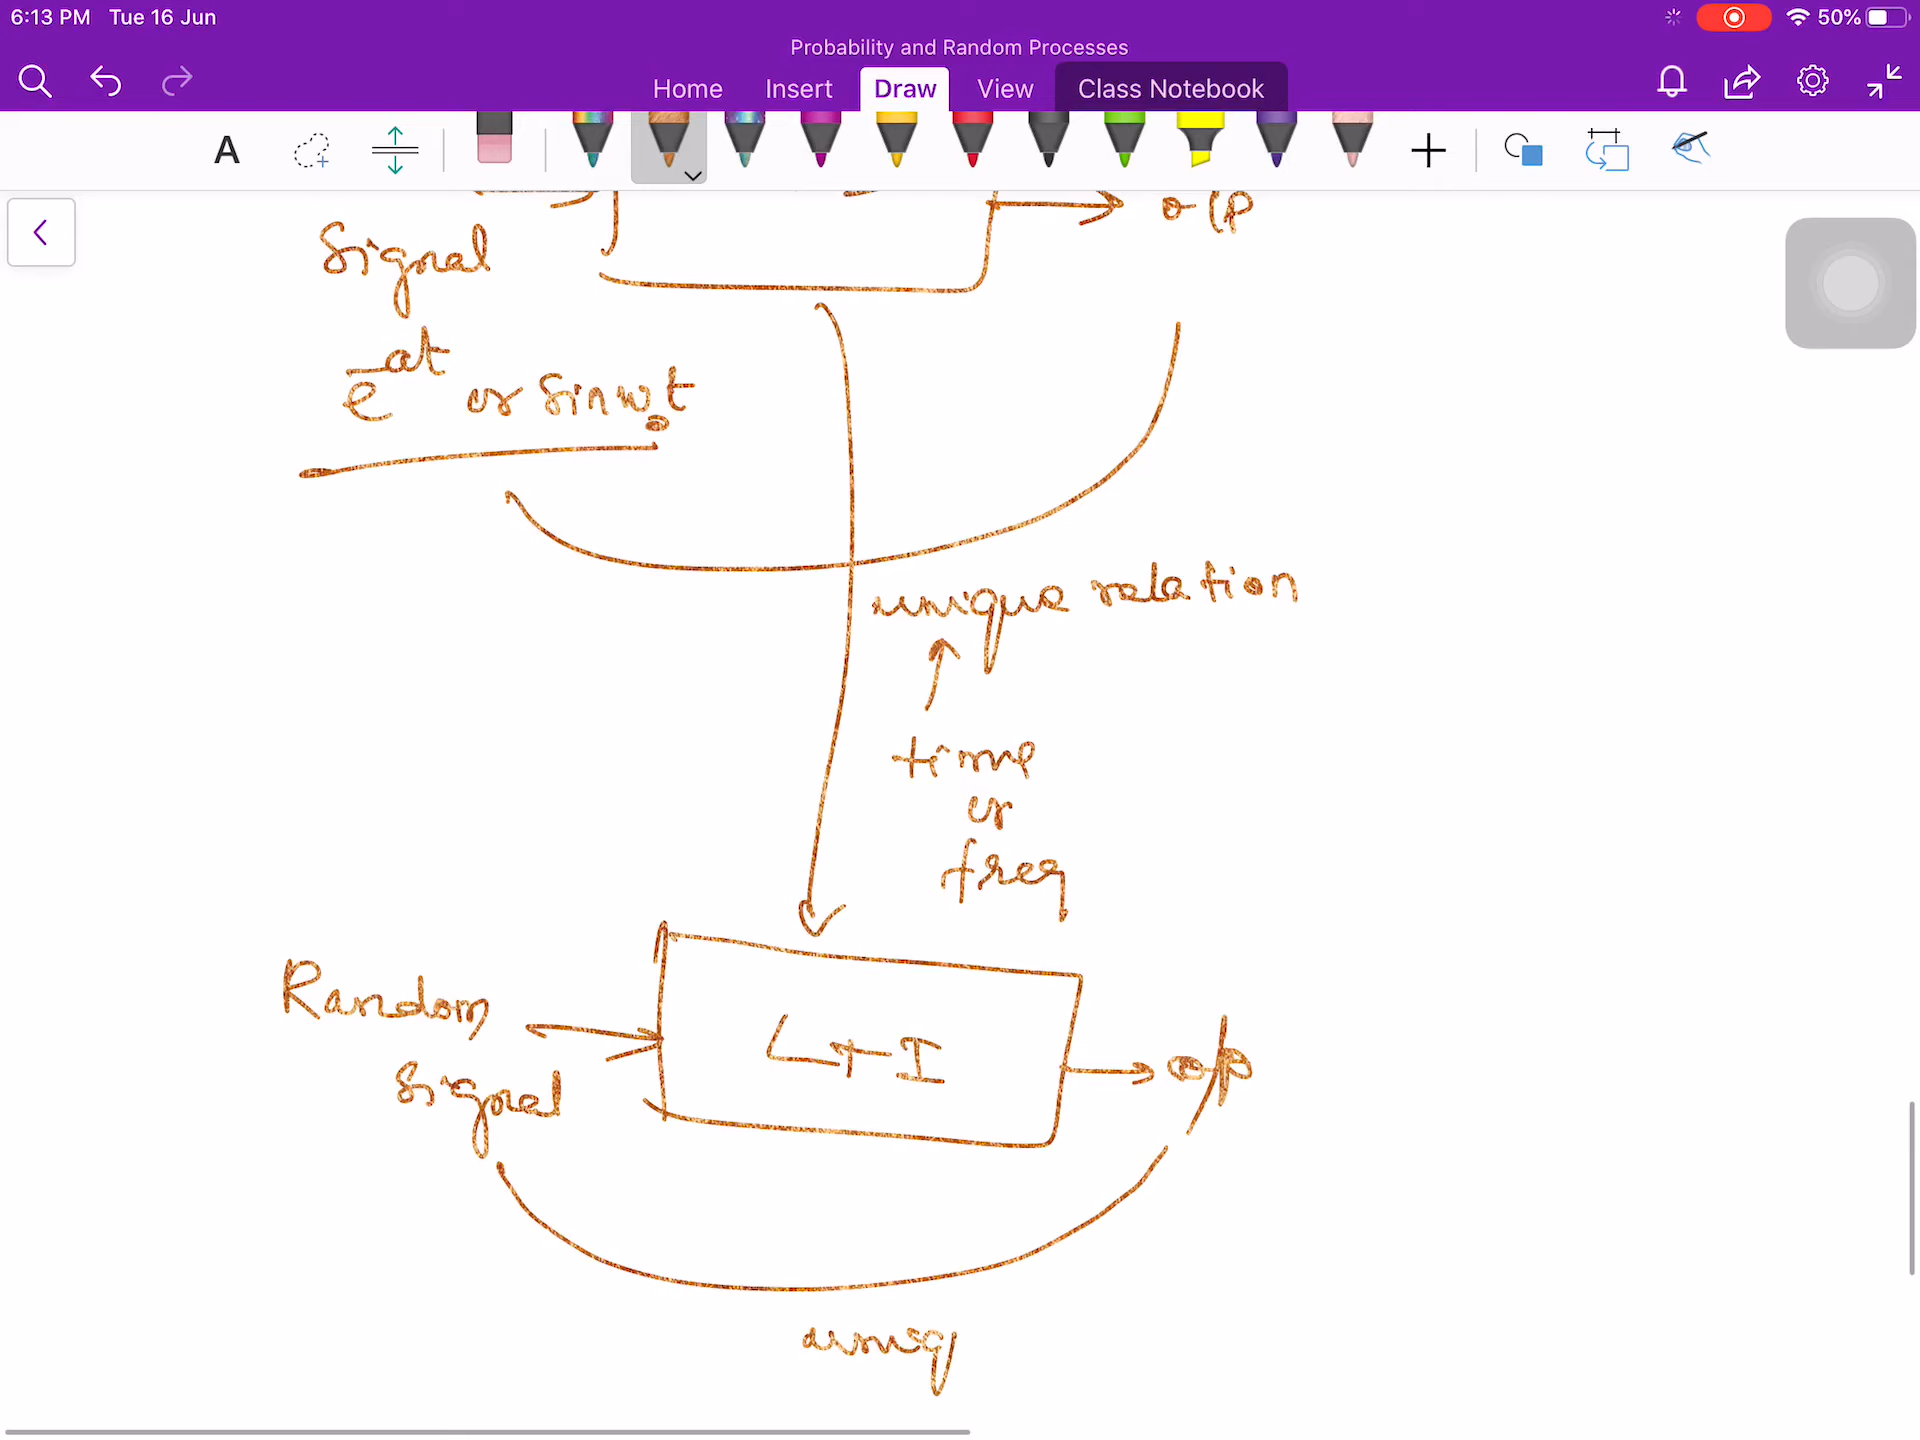 6:13 PM Tue 16 Jun
50%
Probability and Random Processes
Home Insert Draw View Class Notebook
A
o/p
Signal
e^-at or Sinω₀t
unique relation
time
or
freq
Random
Signal
LTI
o/p
uniq